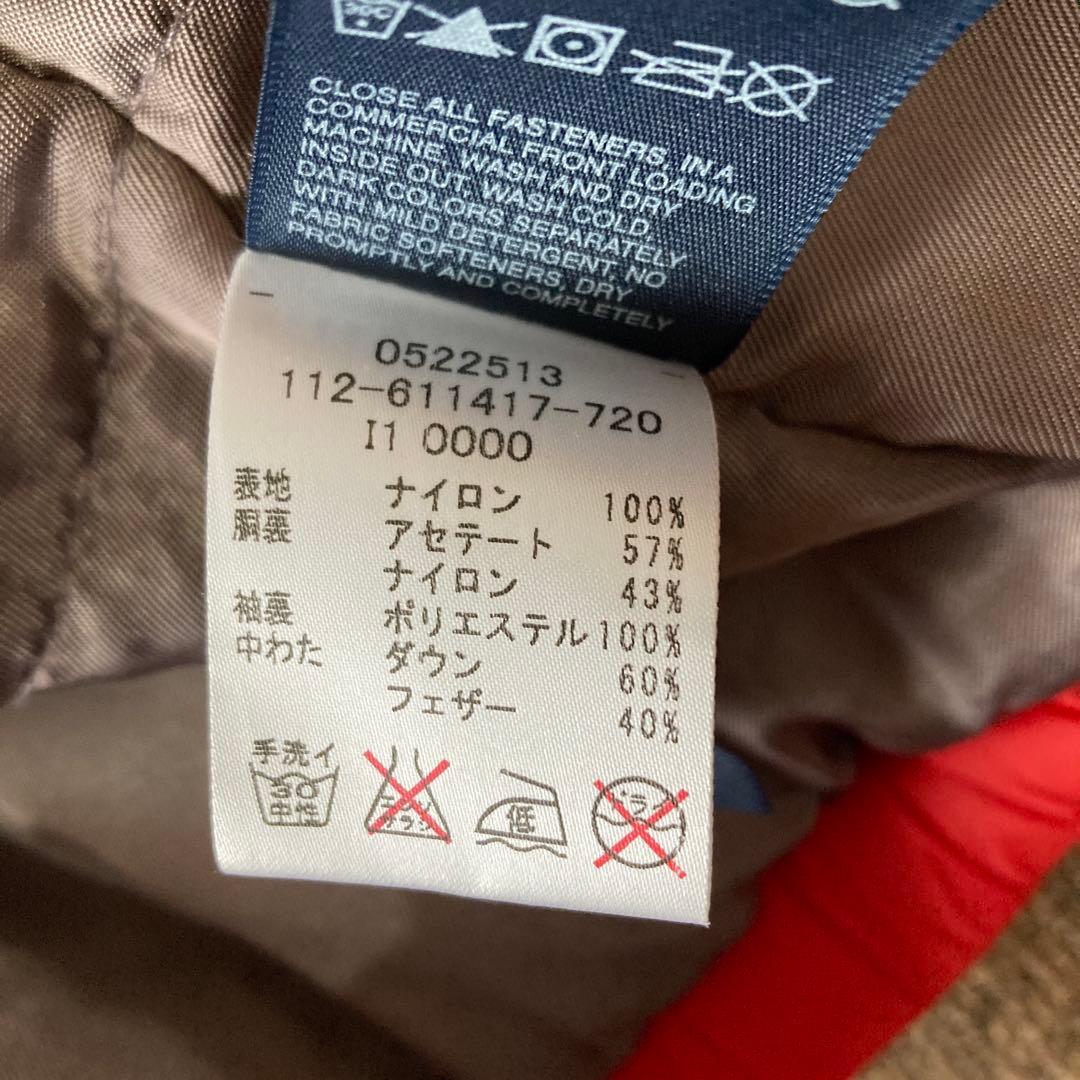 CLOSE ALL FASTENERS, IN A
COMMERCIAL FRONT LOADING
MACHINE, WASH AND DRY
INSIDE OUT. WASH COLD
DARK COLORS SEPARATELY
WITH MILD DETERGENT, NO
FABRIC SOFTENERS, DRY
PROMPTLY AND COMPLETELY
0522513
112-611417-720
I1 0000
表地 ナイロン 100%
胴裏 アセテート 57%
ナイロン 43%
袖裏 ポリエステル 100%
中わた ダウン 60%
フェザー 40%
手洗イ
30
中性
低